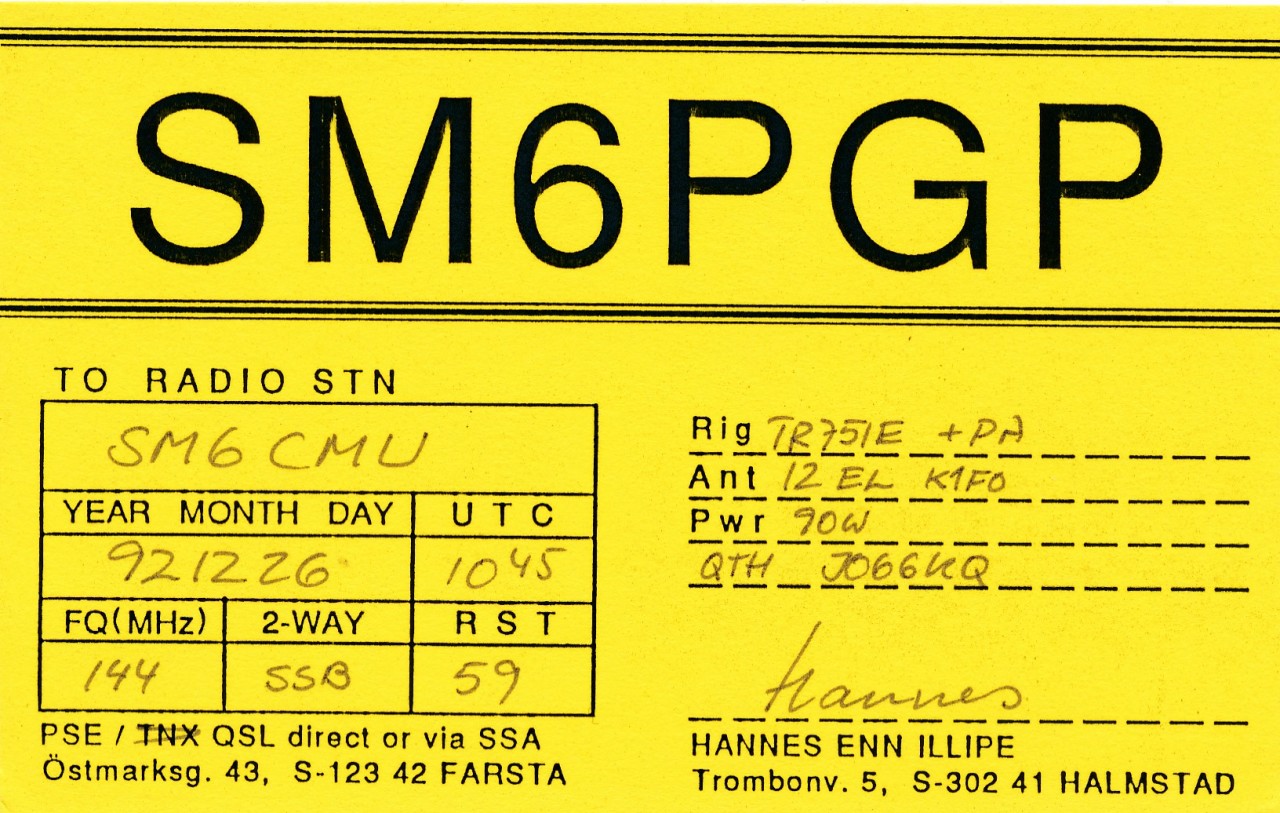 SM6PGP
TO RADIO STN
SM6CMU
YEAR MONTH DAY UTC
921226 1045
FQ(MHz) 2-WAY RST
144 SSB 59
PSE / TNX QSL direct or via SSA
Östmarksg. 43, S-123 42 FARSTA
Rig TR751E +PA
Ant 12 EL K1FO
Pwr 90W
QTH JO66KQ
Hannes
HANNES ENN ILLIPE
Trombonv. 5, S-302 41 HALMSTAD